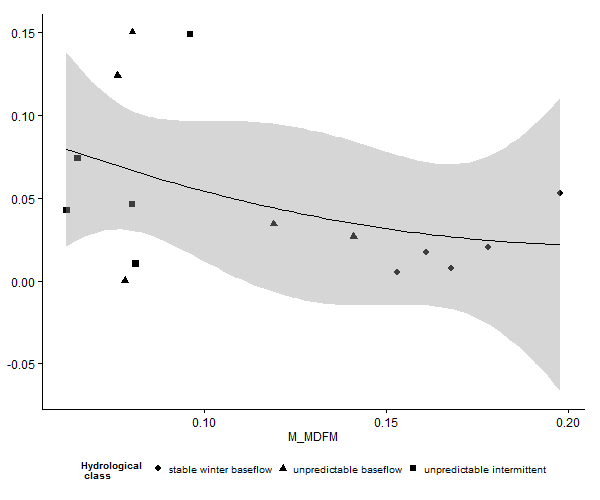 0.15
0.10
0.05
0.00
-0.05
0.10 0.15 0.20
M_MDFM
Hydrological
class
stable winter baseflow unpredictable baseflow unpredictable intermittent